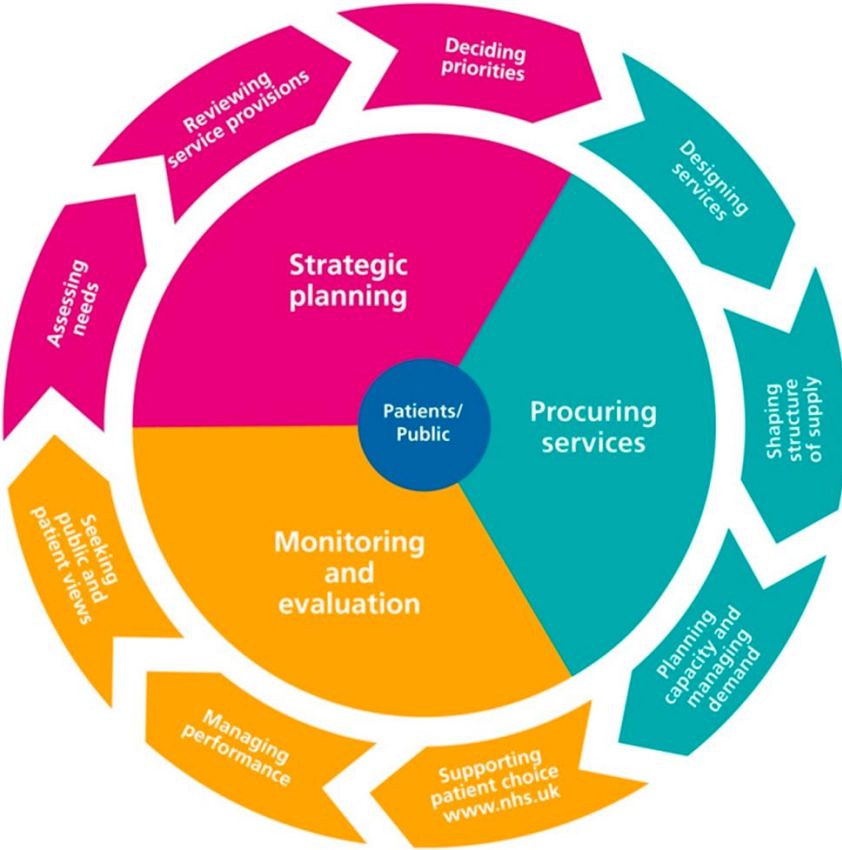 Deciding
priorities
Designing
services
Shaping
structure
of supply
Planning
capacity and
managing
demand
Supporting
patient choice
www.nhs.uk
Managing
performance
Seeking
public and
patient views
Assessing
needs
Reviewing
service provisions
Strategic
planning
Procuring
services
Monitoring
and
evaluation
Patients/
Public